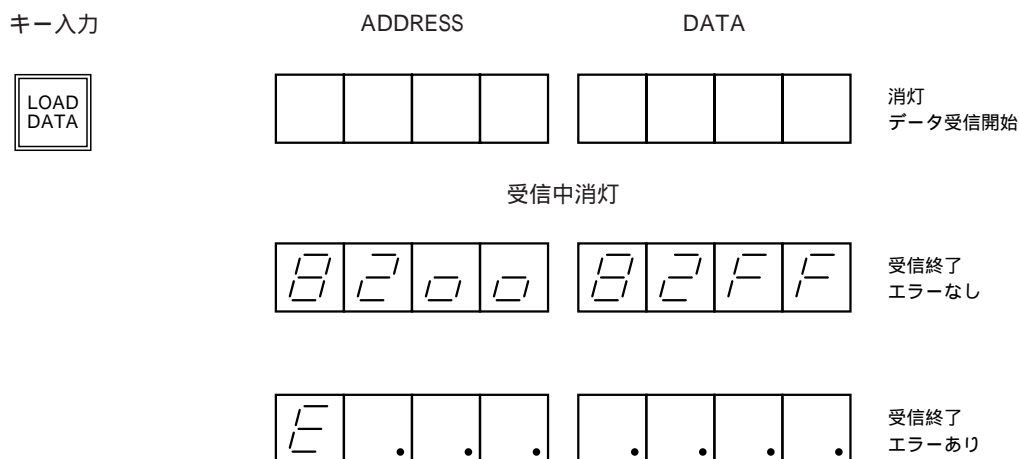 キー入力 ADDRESS DATA
LOAD
DATA
消灯
データ受信開始
受信中消灯
82oo 82FF
受信終了
エラーなし
E . . . . . . .
受信終了
エラーあり